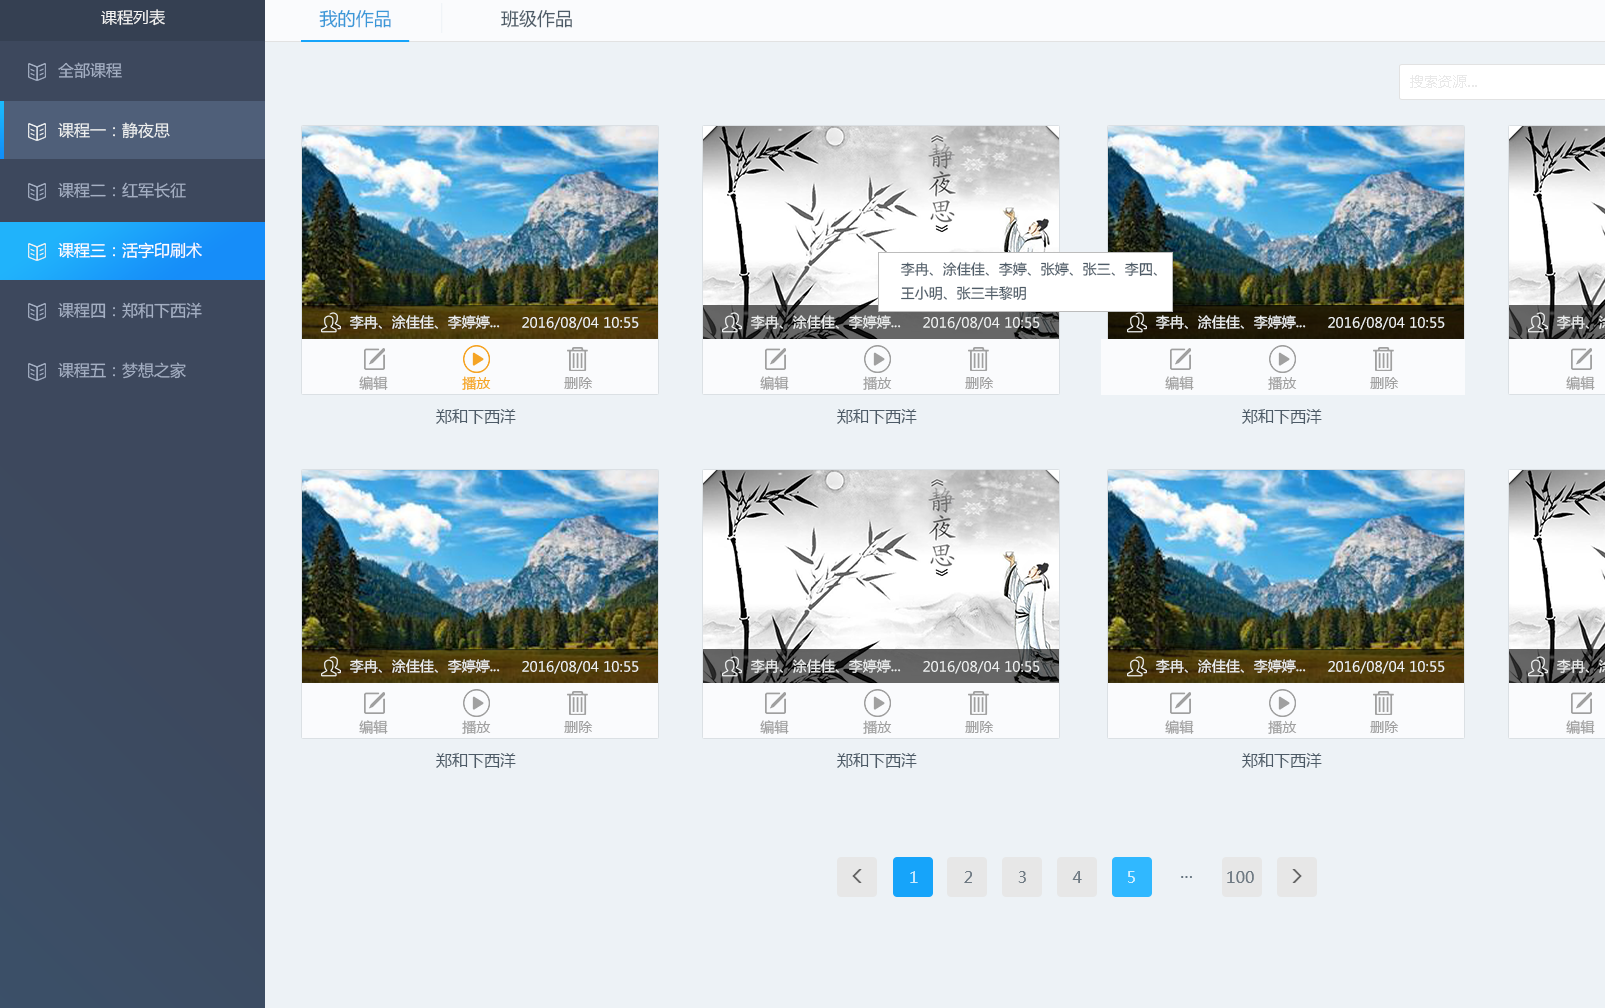 课程列表
全部课程
课程一：静夜思
课程二：红军长征
课程三：活字印刷术
课程四：郑和下西洋
课程五：梦想之家
我的作品
班级作品
搜索资源...
《静夜思》
李冉、涂佳佳、李婷、张婷、张三、李四、
王小明、张三丰黎明
李冉、涂佳佳、李婷婷... 2016/08/04 10:55
李冉、涂佳佳、李婷婷... 2016/08/04 10:55
李冉、涂佳佳、李婷婷... 2016/08/04 10:55
李冉、
编辑 播放 删除
编辑 播放 删除
编辑 播放 删除
编辑
郑和下西洋
郑和下西洋
郑和下西洋
《静夜思》
李冉、涂佳佳、李婷婷... 2016/08/04 10:55
李冉、涂佳佳、李婷婷... 2016/08/04 10:55
李冉、涂佳佳、李婷婷... 2016/08/04 10:55
李冉、
编辑 播放 删除
编辑 播放 删除
编辑 播放 删除
编辑
郑和下西洋
郑和下西洋
郑和下西洋
< 1 2 3 4 5 ... 100 >